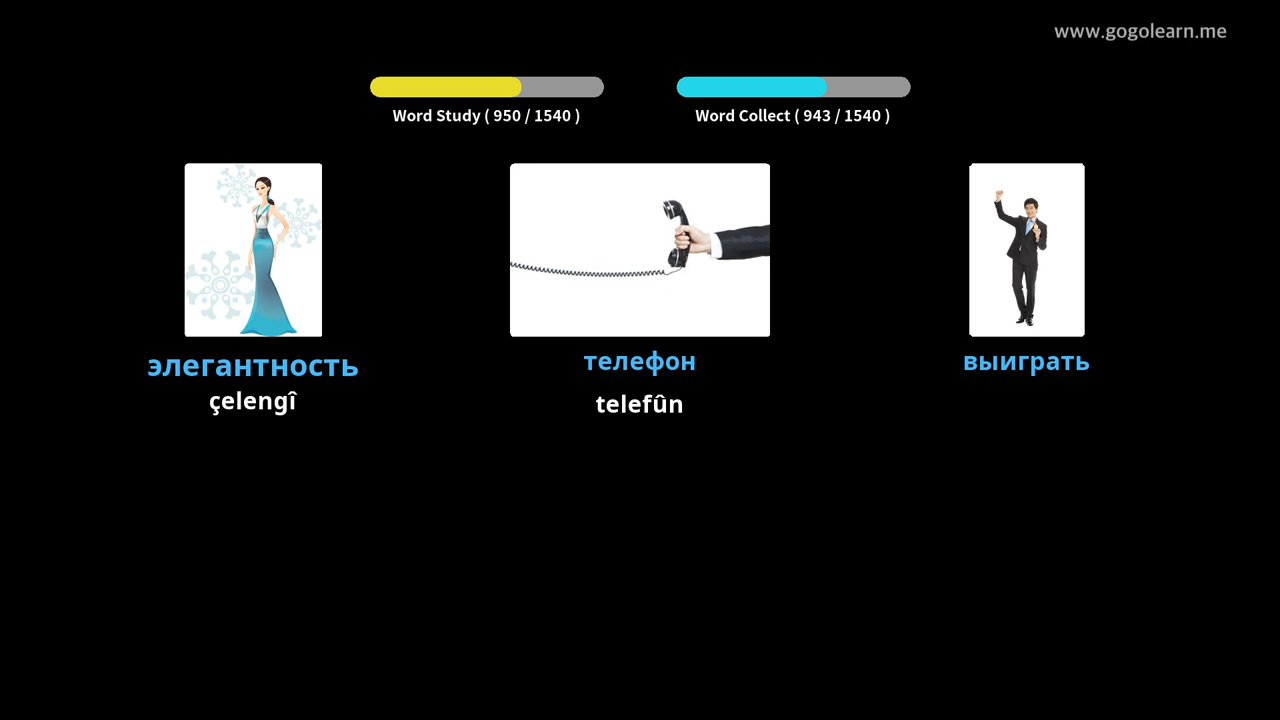 www.gogolearn.me
Word Study ( 950 / 1540 )
Word Collect ( 943 / 1540 )
элегантность
çelengî
телефон
telefûn
выиграть